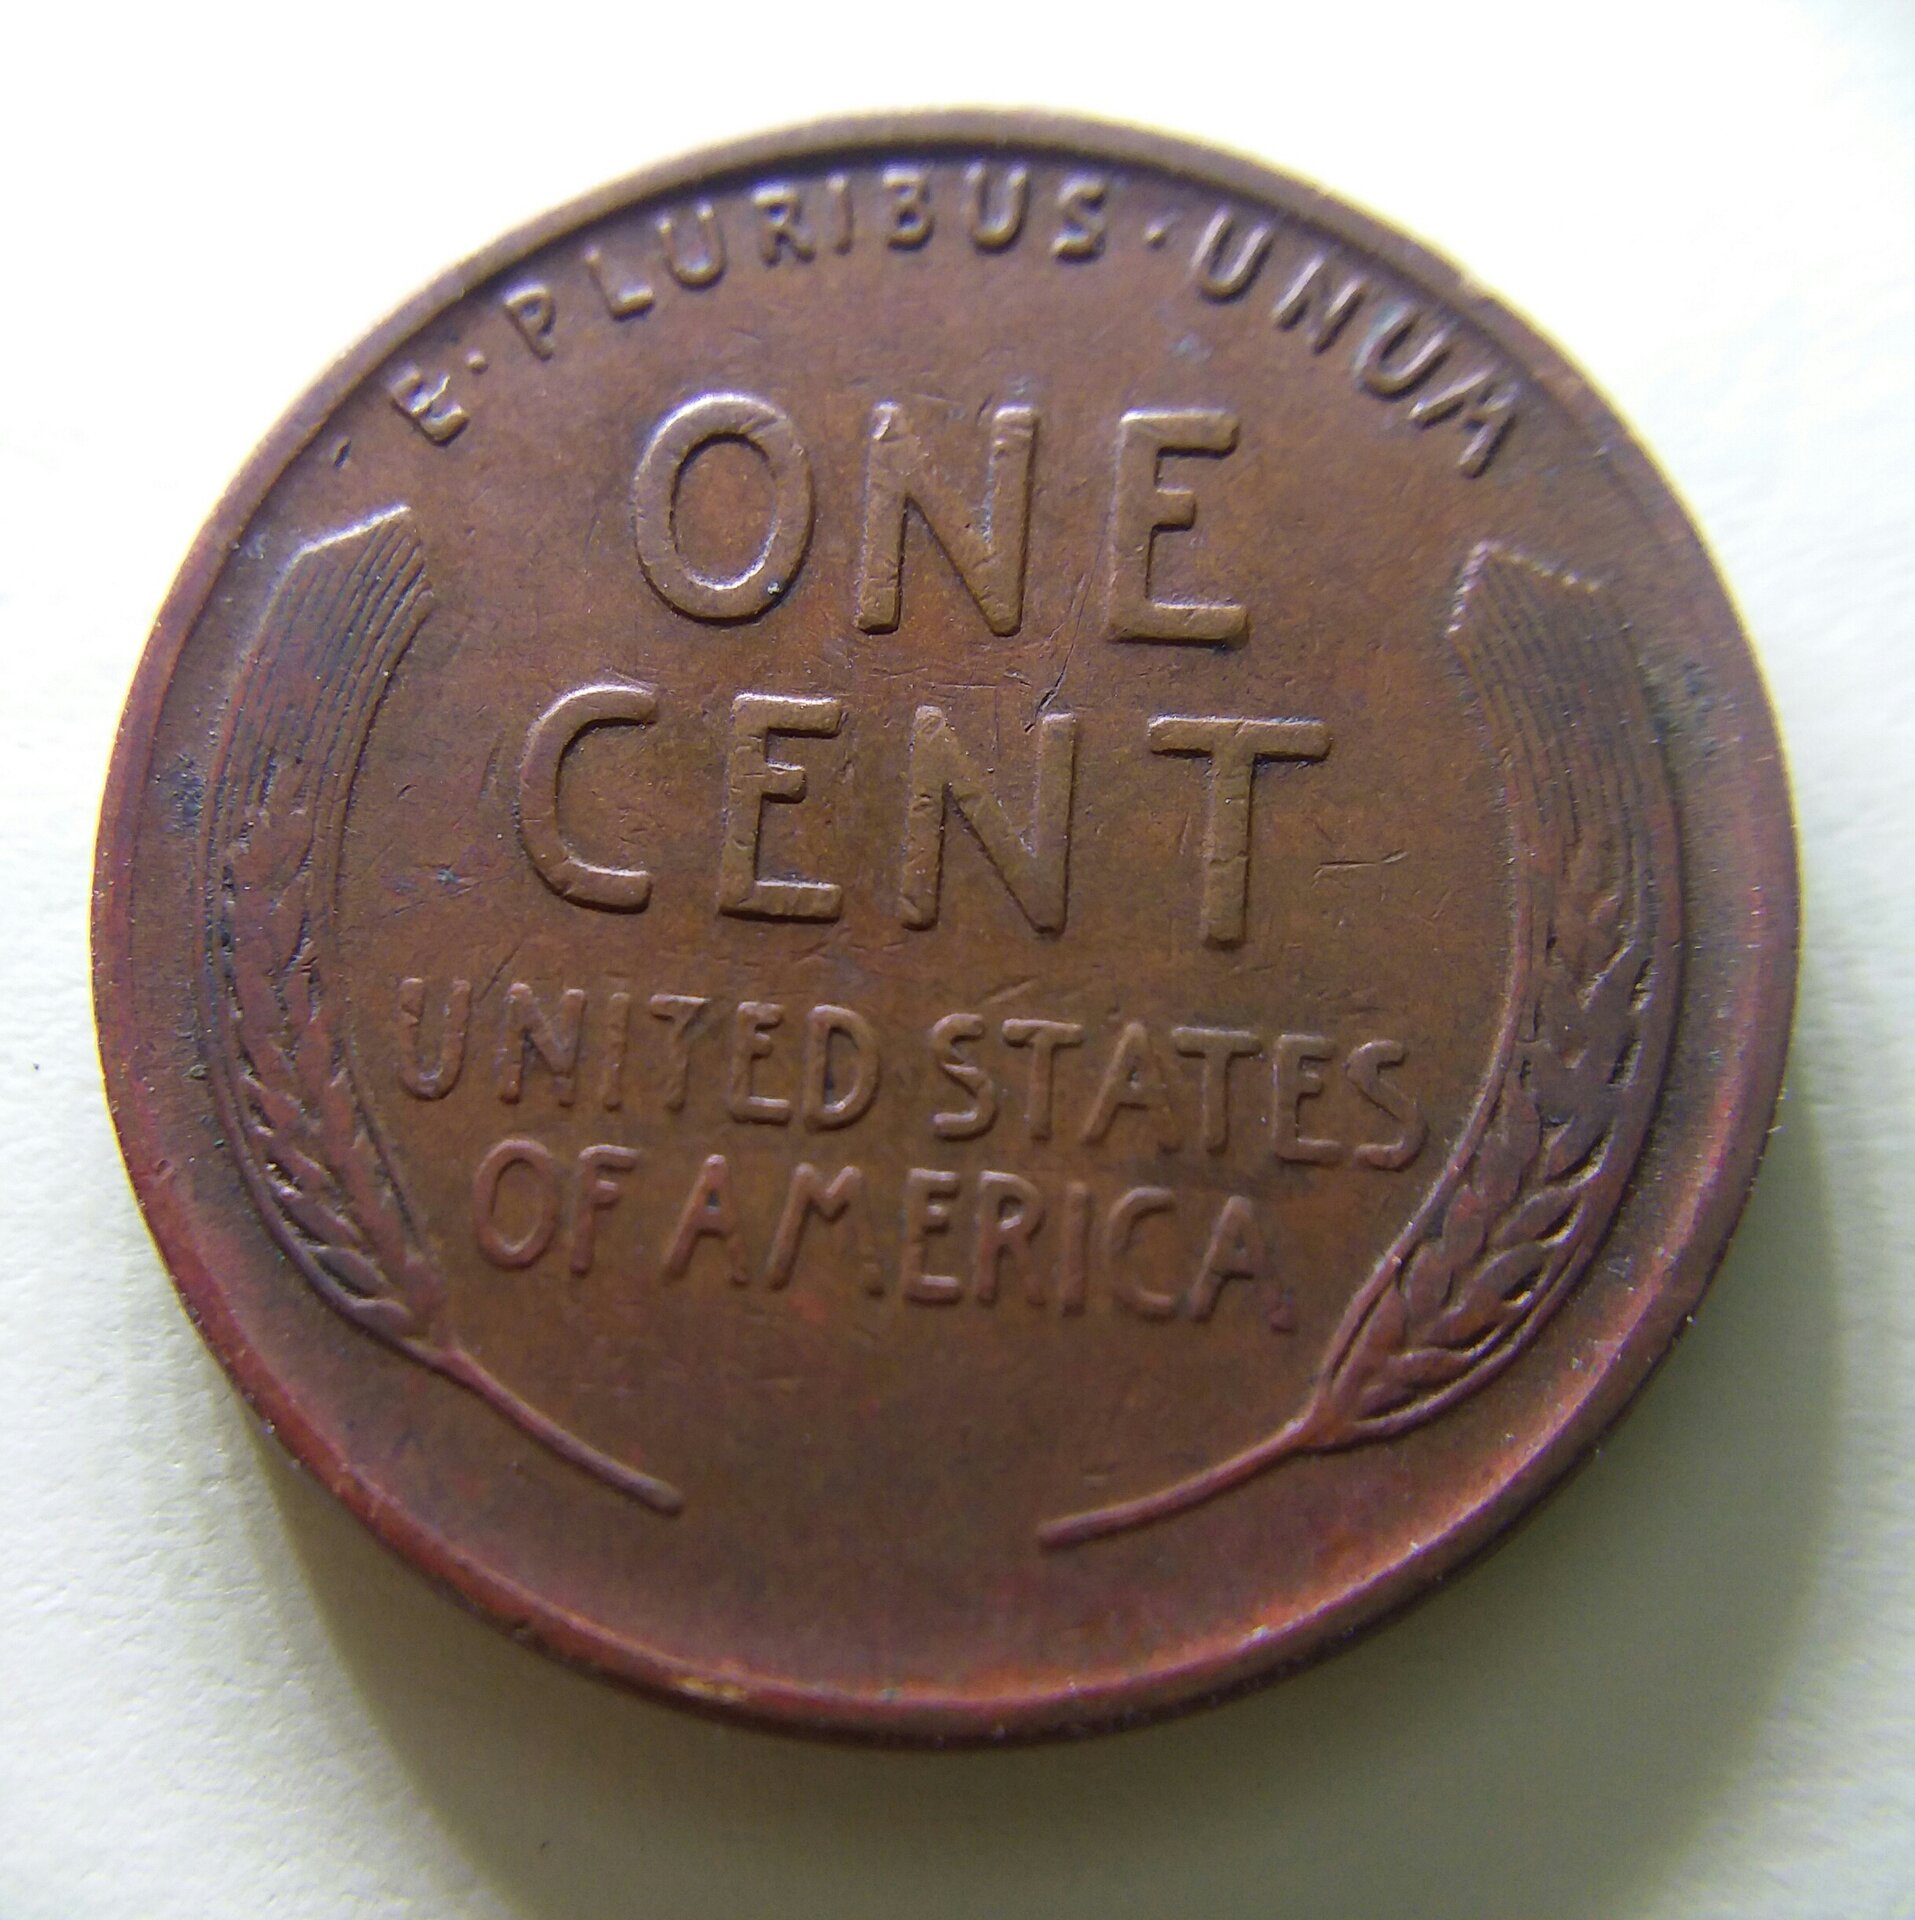 · E · PLURIBUS · UNUM
ONE
CENT
UNITED STATES
OF AMERICA